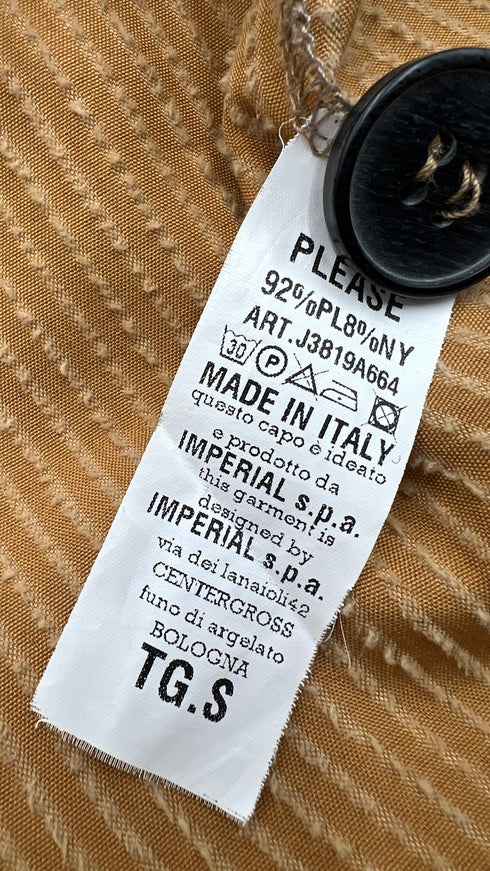 PLEASE
92%PL8%NY
ART.J3819A664
30 P
MADE IN ITALY
questo capo è ideato
e prodotto da
IMPERIAL s.p.a.
this garment is
designed by
IMPERIAL s.p.a.
via dei lanaioli42
CENTERGROSS
funo di argelato
BOLOGNA
TG.S